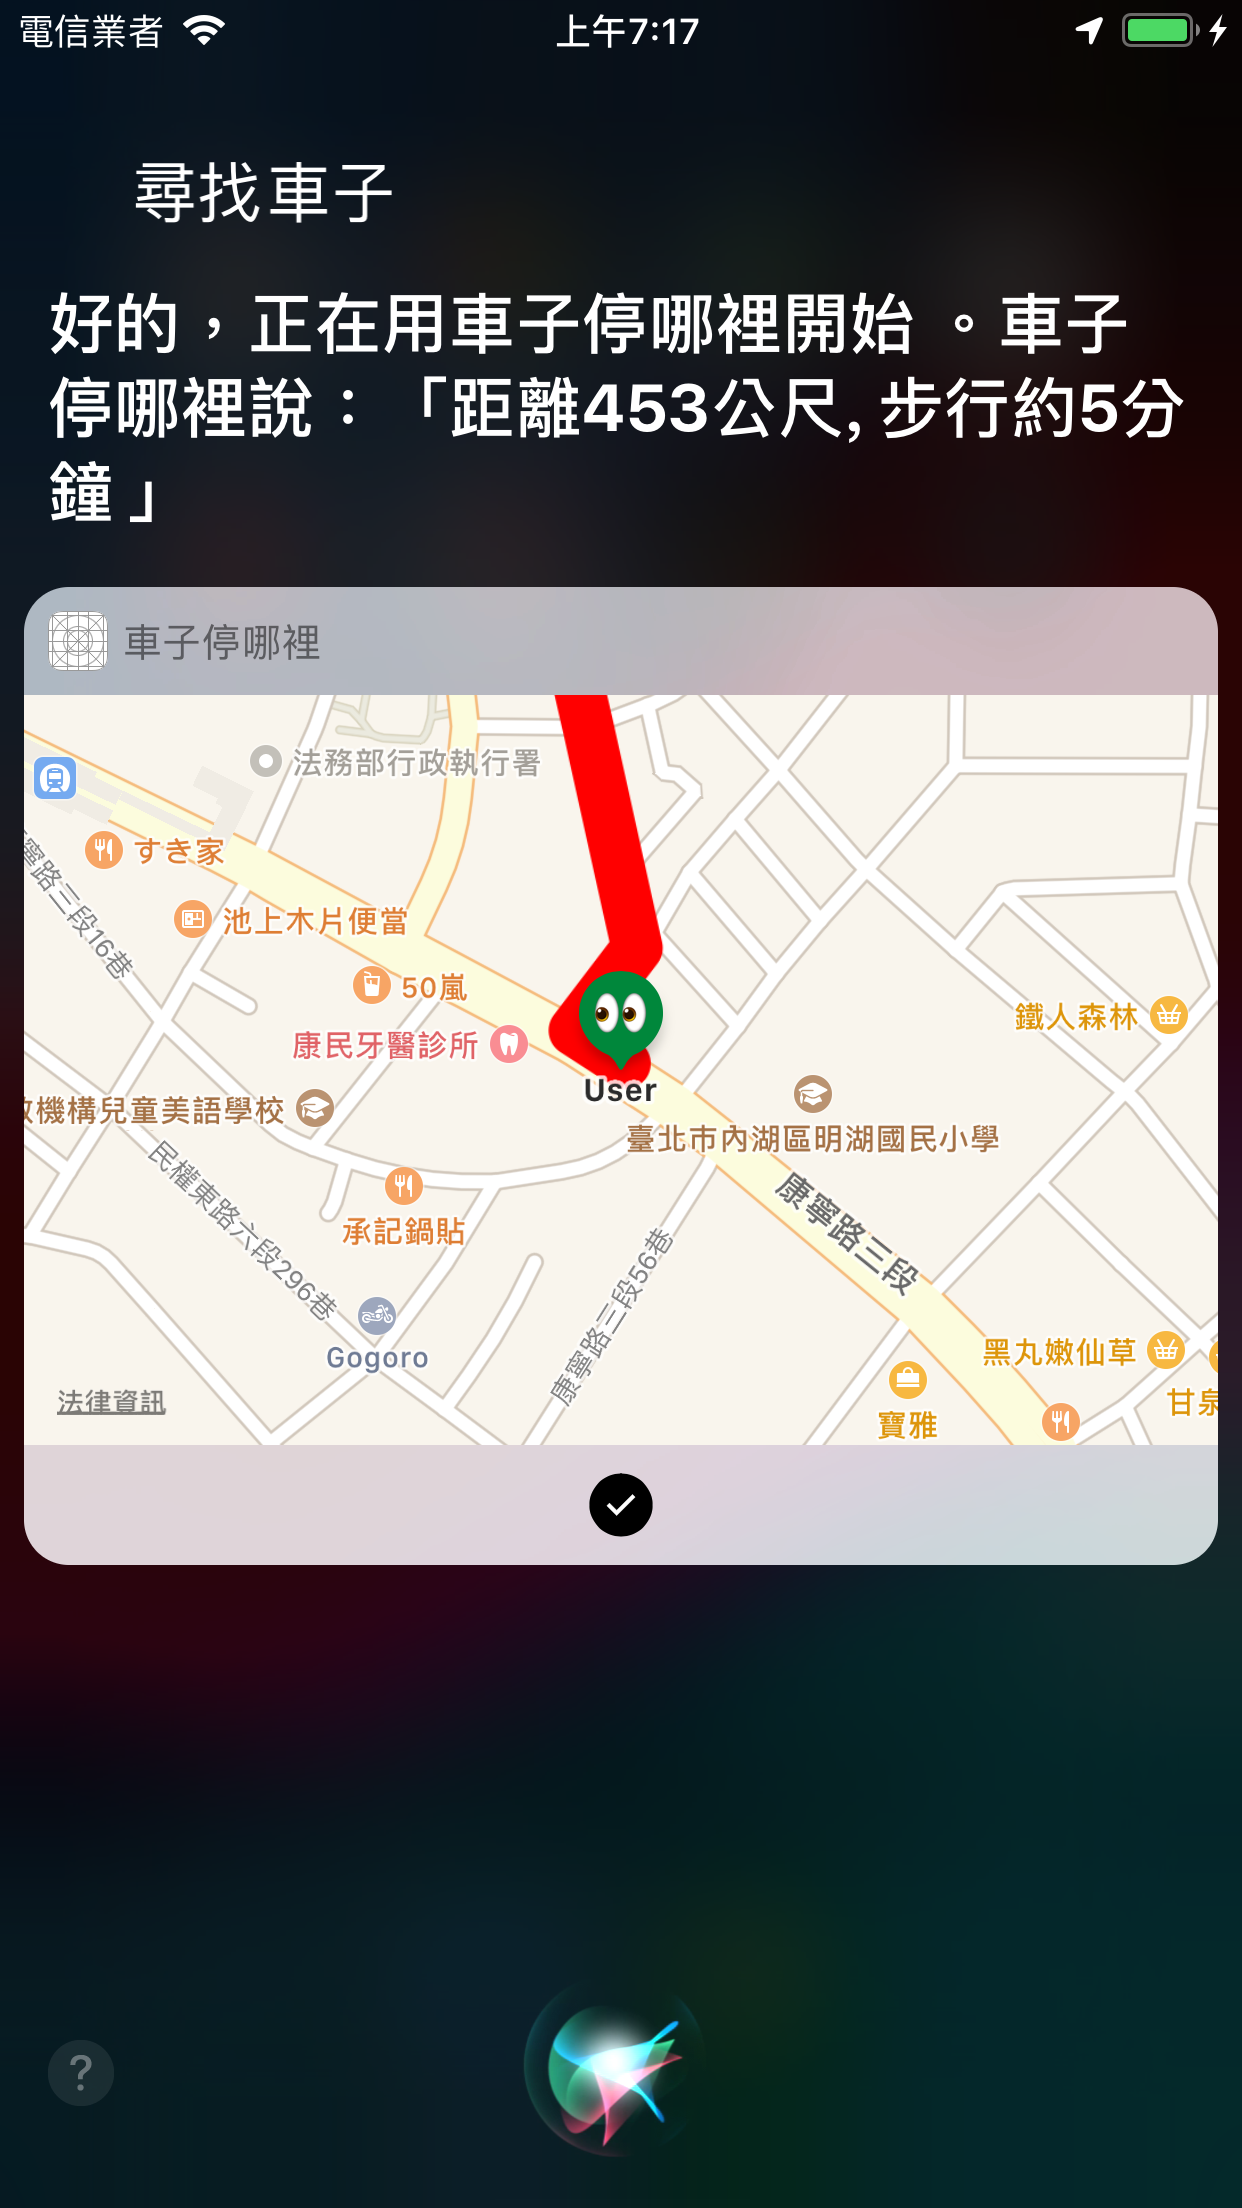 電信業者
上午7:17
尋找車子
好的，正在用車子停哪裡開始 。車子
停哪裡說：「距離453公尺, 步行約5分
鐘 」
車子停哪裡
法務部行政執行署
すき家
寧路三段16巷
池上木片便當
50嵐
康民牙醫診所
User
鐵人森林
機構兒童美語學校
臺北市內湖區明湖國民小學
民權東路六段296巷
承記鍋貼
康寧路三段
康寧路三段56巷
Gogoro
黑丸嫩仙草
法律資訊
甘泉
寶雅
?